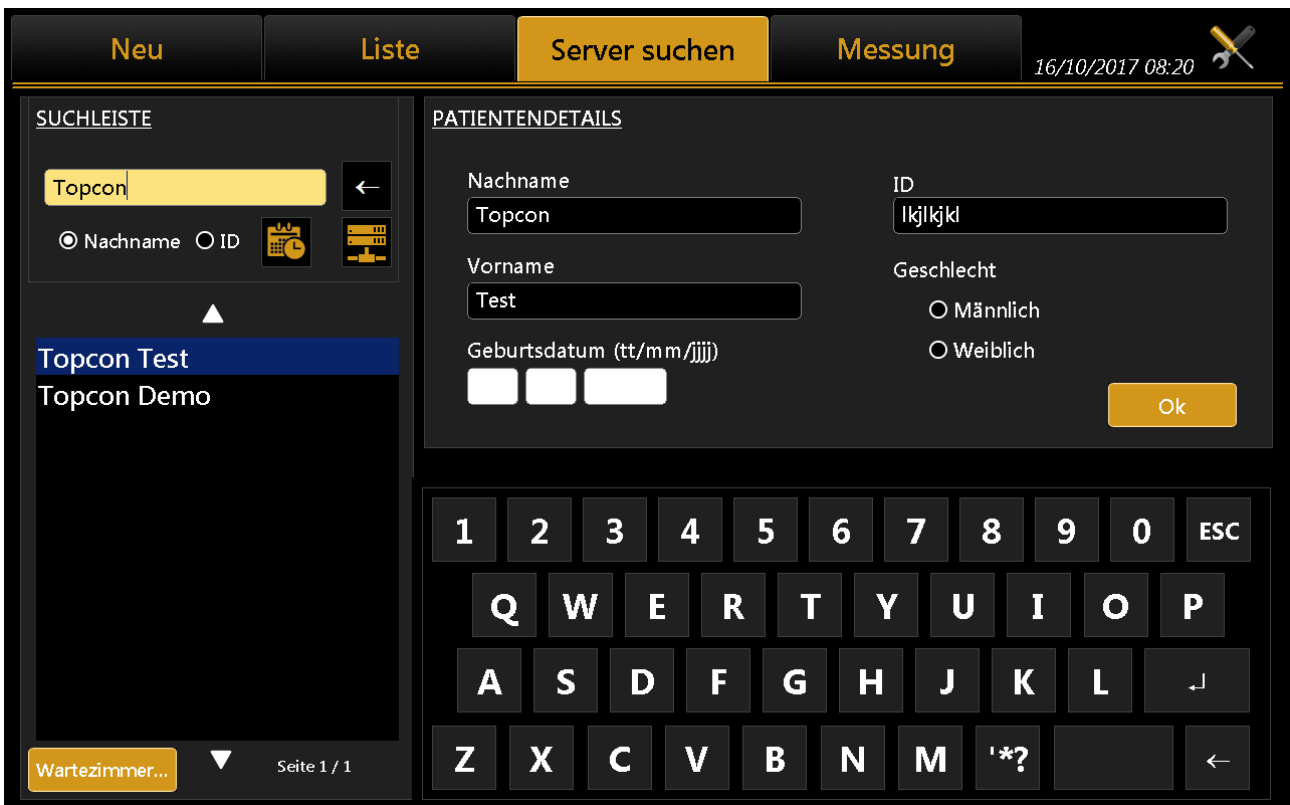 Neu Liste Server suchen Messung 16/10/2017 08:20
SUCHLEISTE
Topcon ←
Nachname ID
Topcon Test
Topcon Demo
Wartezimmer... Seite 1 / 1
PATIENTENDETAILS
Nachname
Topcon
Vorname
Test
Geburtsdatum (tt/mm/jjjj)
ID
lkjlkjkl
Geschlecht
Männlich
Weiblich
Ok
1 2 3 4 5 6 7 8 9 0 ESC
Q W E R T Y U I O P
A S D F G H J K L ↵
Z X C V B N M '*? ←